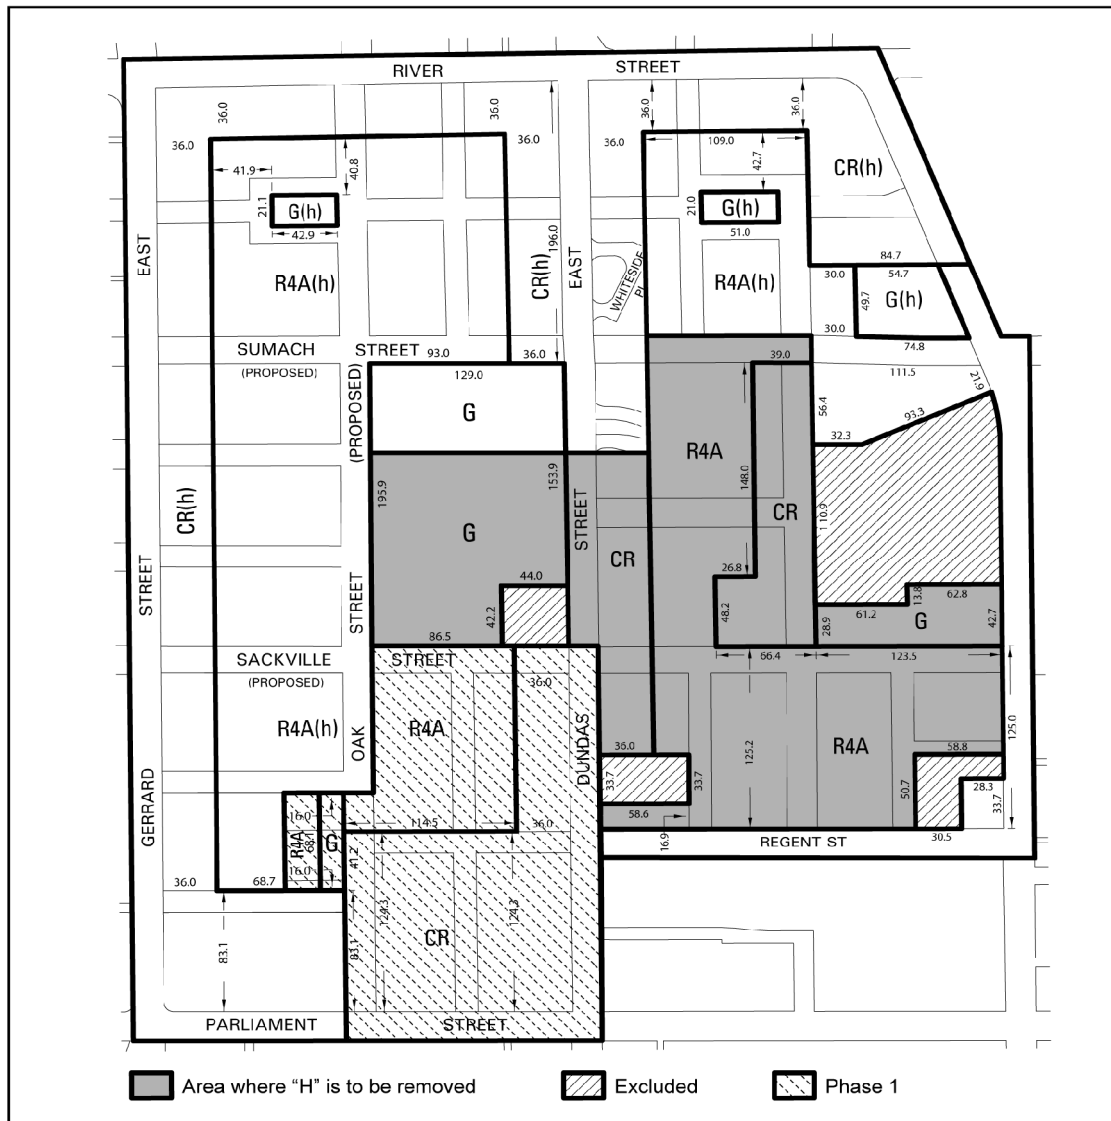 RIVER STREET
36.0
36.0
36.0
36.0
36.0
36.0
36.0
36.0
109.0
41.9
40.8
42.7
CR(h)
21.1
G(h)
42.9
21.0
G(h)
51.0
EAST
196.0
EAST
84.7
R4A(h)
CR(h)
WHITESIDE
PL
R4A(h)
30.0
54.7
49.7
G(h)
30.0
SUMACH STREET
(PROPOSED)
93.0
36.0
39.0
74.8
(PROPOSED)
129.0
111.5
21.9
G
56.4
93.3
32.3
R4A
CR(h)
195.9
153.9
148.0
CR
110.9
G
STREET
CR
STREET
STREET
44.0
26.8
42.2
48.2
13.8
62.8
61.2
28.9
G
42.7
86.5
SACKVILLE STREET
(PROPOSED)
66.4
123.5
36.0
R4A(h)
OAK
R4A
DUNDAS
36.0
125.2
R4A
58.8
125.0
GERRARD
33.7
33.7
50.7
28.3
33.7
16.0
R4A
68.1
G
16.0
114.5
36.0
58.6
16.9
REGENT ST
30.5
41.2
36.0
68.7
83.1
83.1
124.3
124.3
CR
PARLIAMENT STREET
Area where “H” is to be removed
Excluded
Phase 1